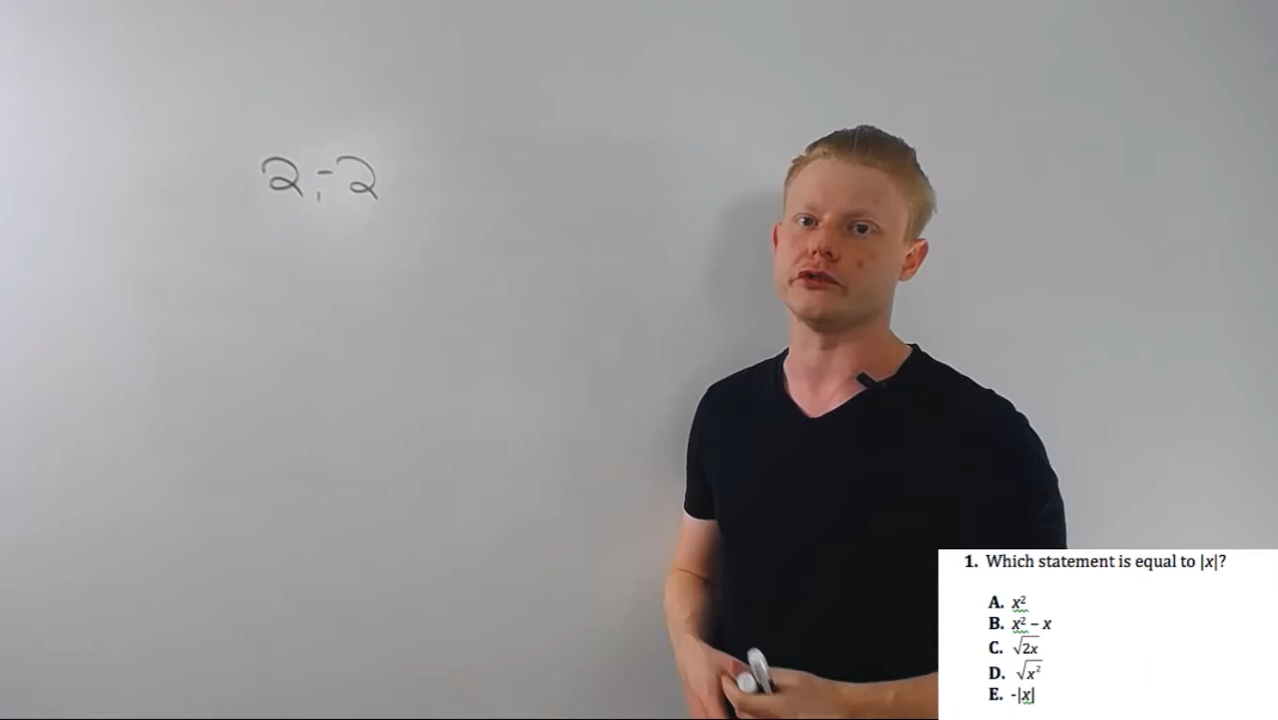 2, -2
1. Which statement is equal to |x|?
A. x²
B. x² – x
C. √2x
D. √x²
E. -|x|